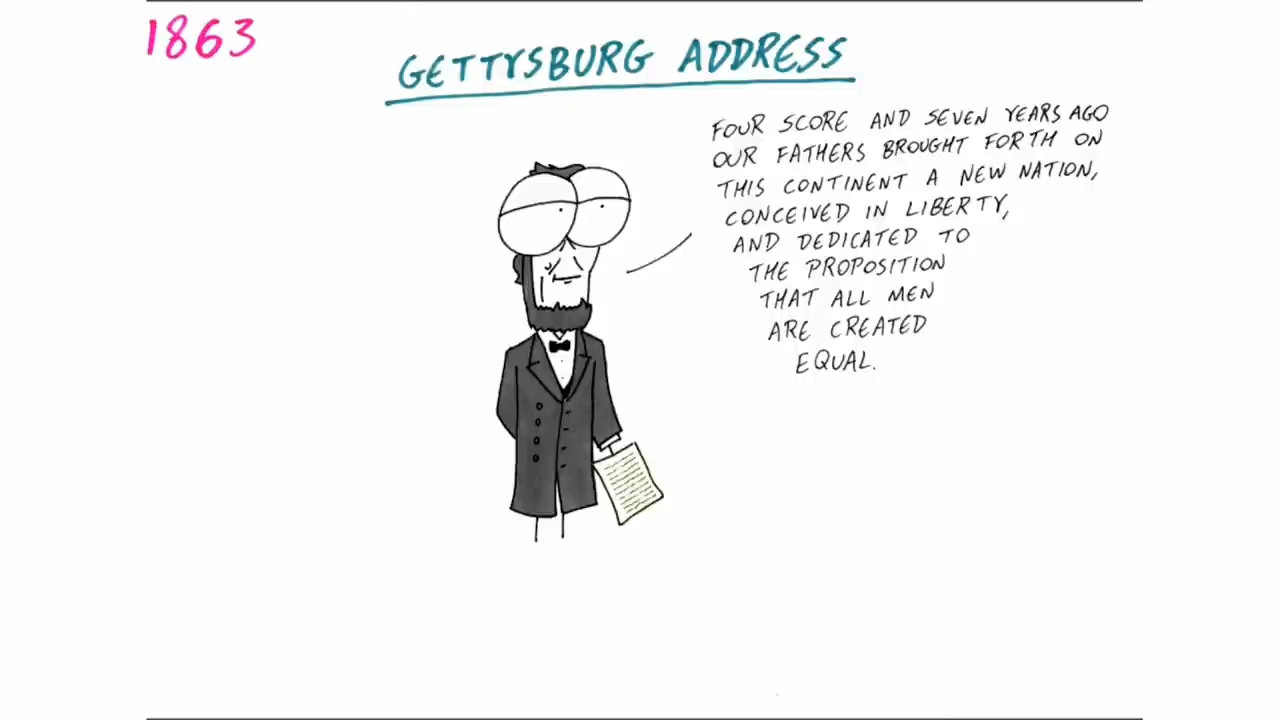 1863
GETTYSBURG ADDRESS
FOUR SCORE AND SEVEN YEARS AGO
OUR FATHERS BROUGHT FORTH ON
THIS CONTINENT A NEW NATION,
CONCEIVED IN LIBERTY,
AND DEDICATED TO
THE PROPOSITION
THAT ALL MEN
ARE CREATED
EQUAL.